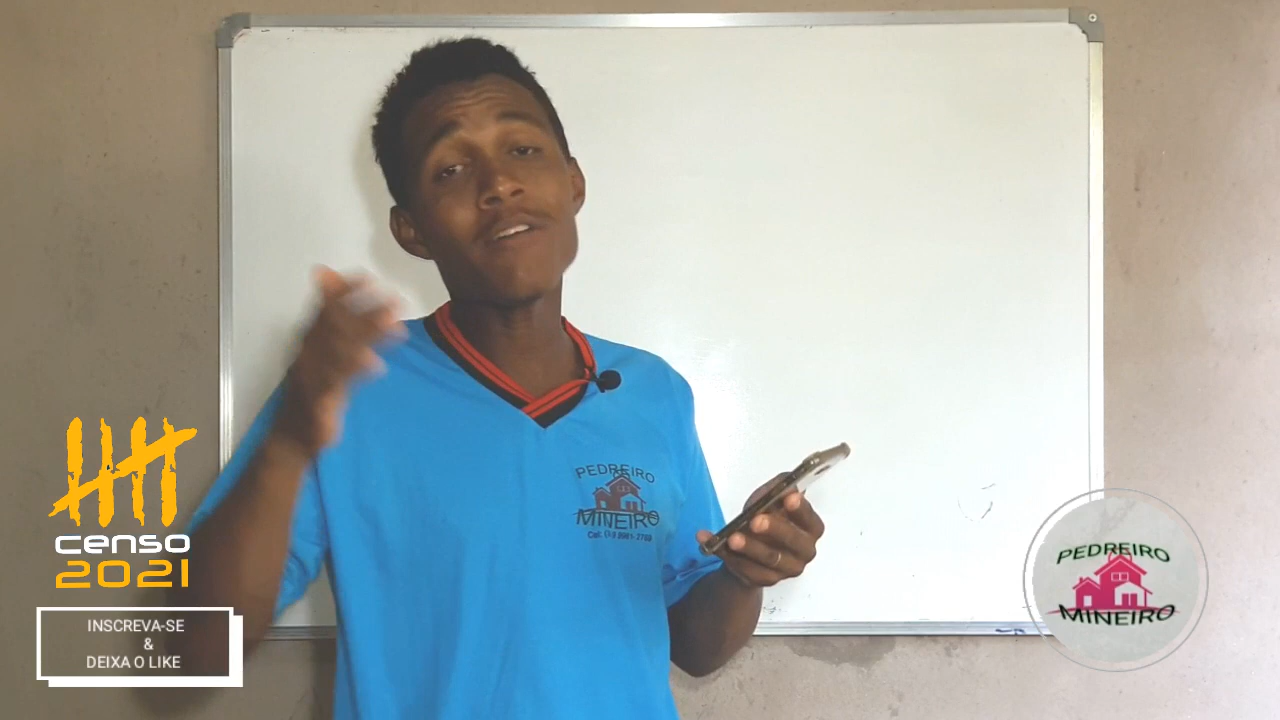 censo
2021
INSCREVA-SE
&
DEIXA O LIKE
PEDREIRO
MINEIRO
PEDREIRO
MINEIRO